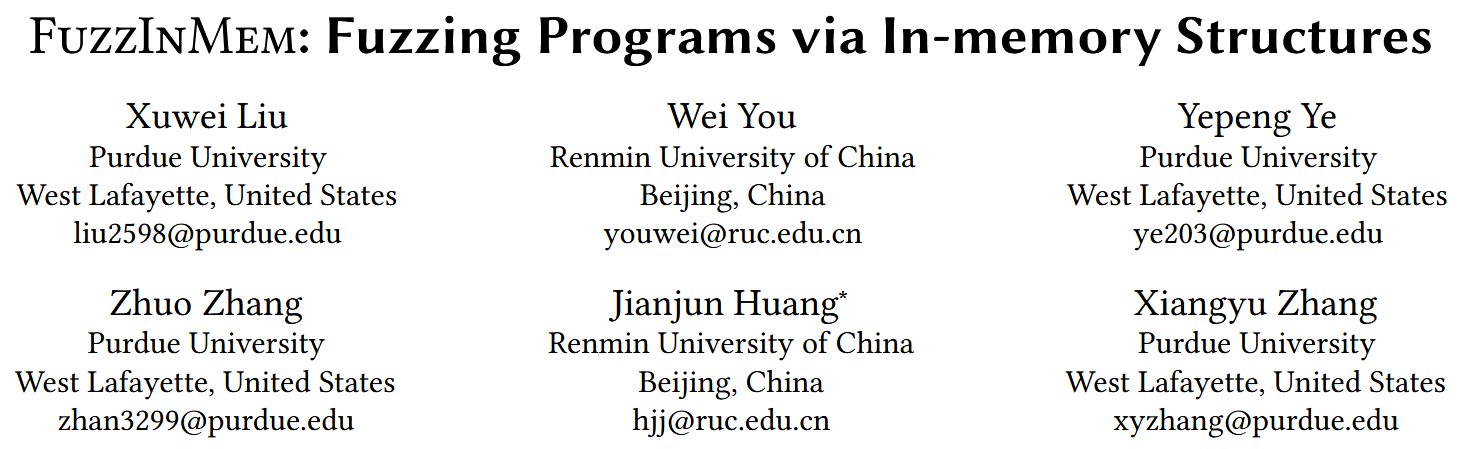 FuzzInMem: Fuzzing Programs via In-memory Structures
Xuwei Liu
Purdue University
West Lafayette, United States
liu2598@purdue.edu
Wei You
Renmin University of China
Beijing, China
youwei@ruc.edu.cn
Yepeng Ye
Purdue University
West Lafayette, United States
ye203@purdue.edu
Zhuo Zhang
Purdue University
West Lafayette, United States
zhan3299@purdue.edu
Jianjun Huang*
Renmin University of China
Beijing, China
hjj@ruc.edu.cn
Xiangyu Zhang
Purdue University
West Lafayette, United States
xyzhang@purdue.edu